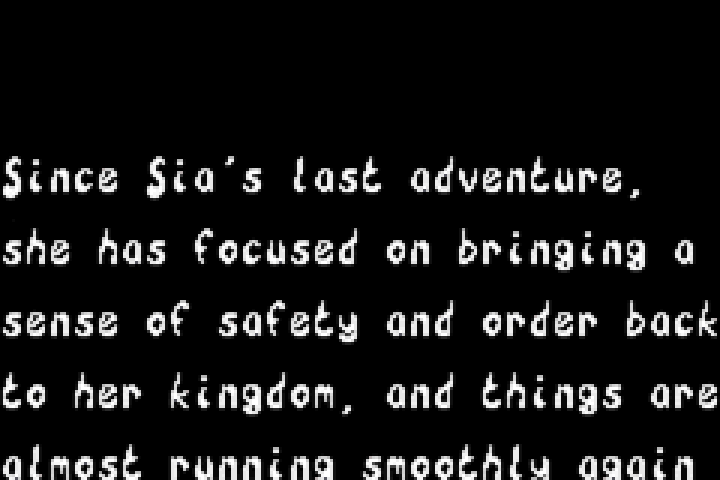 Since Sia's last adventure,
she has focused on bringing a
sense of safety and order back
to her kingdom, and things are
almost running smoothly again